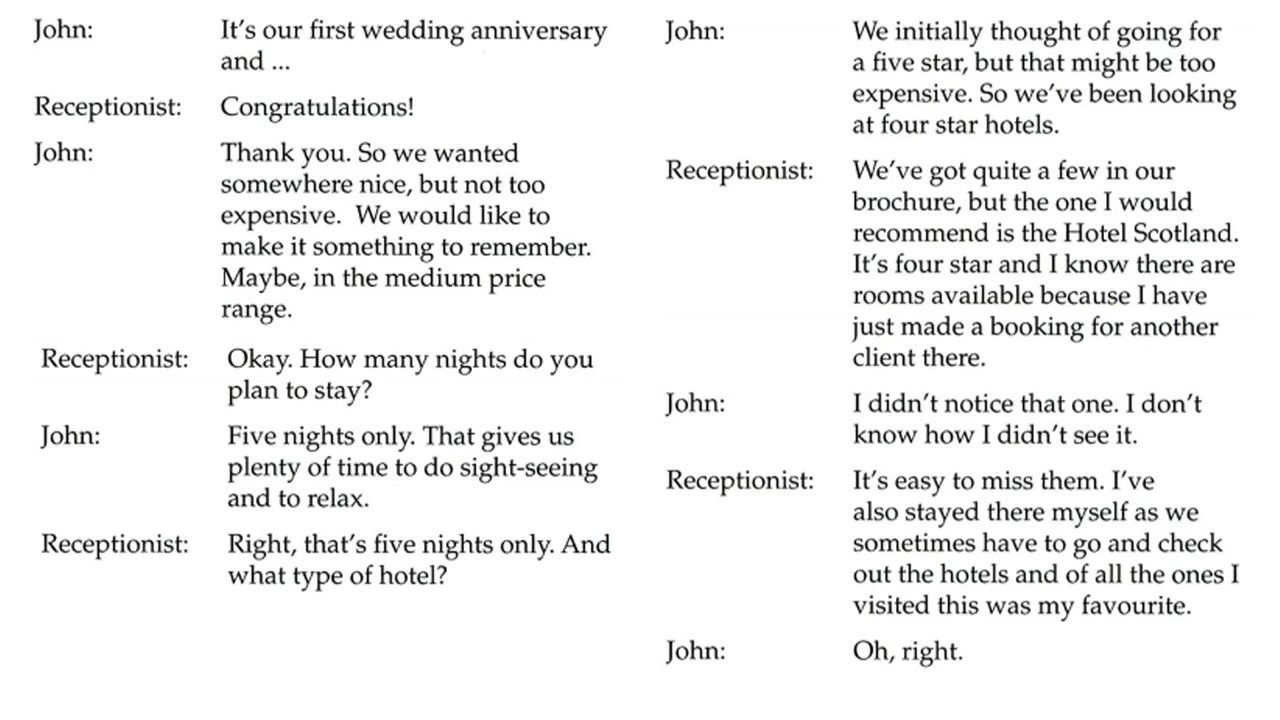 John: It's our first wedding anniversary
and ...
Receptionist: Congratulations!
John: Thank you. So we wanted
somewhere nice, but not too
expensive. We would like to
make it something to remember.
Maybe, in the medium price
range.
Receptionist: Okay. How many nights do you
plan to stay?
John: Five nights only. That gives us
plenty of time to do sight-seeing
and to relax.
Receptionist: Right, that's five nights only. And
what type of hotel?
John: We initially thought of going for
a five star, but that might be too
expensive. So we've been looking
at four star hotels.
Receptionist: We've got quite a few in our
brochure, but the one I would
recommend is the Hotel Scotland.
It's four star and I know there are
rooms available because I have
just made a booking for another
client there.
John: I didn't notice that one. I don't
know how I didn't see it.
Receptionist: It's easy to miss them. I've
also stayed there myself as we
sometimes have to go and check
out the hotels and of all the ones I
visited this was my favourite.
John: Oh, right.